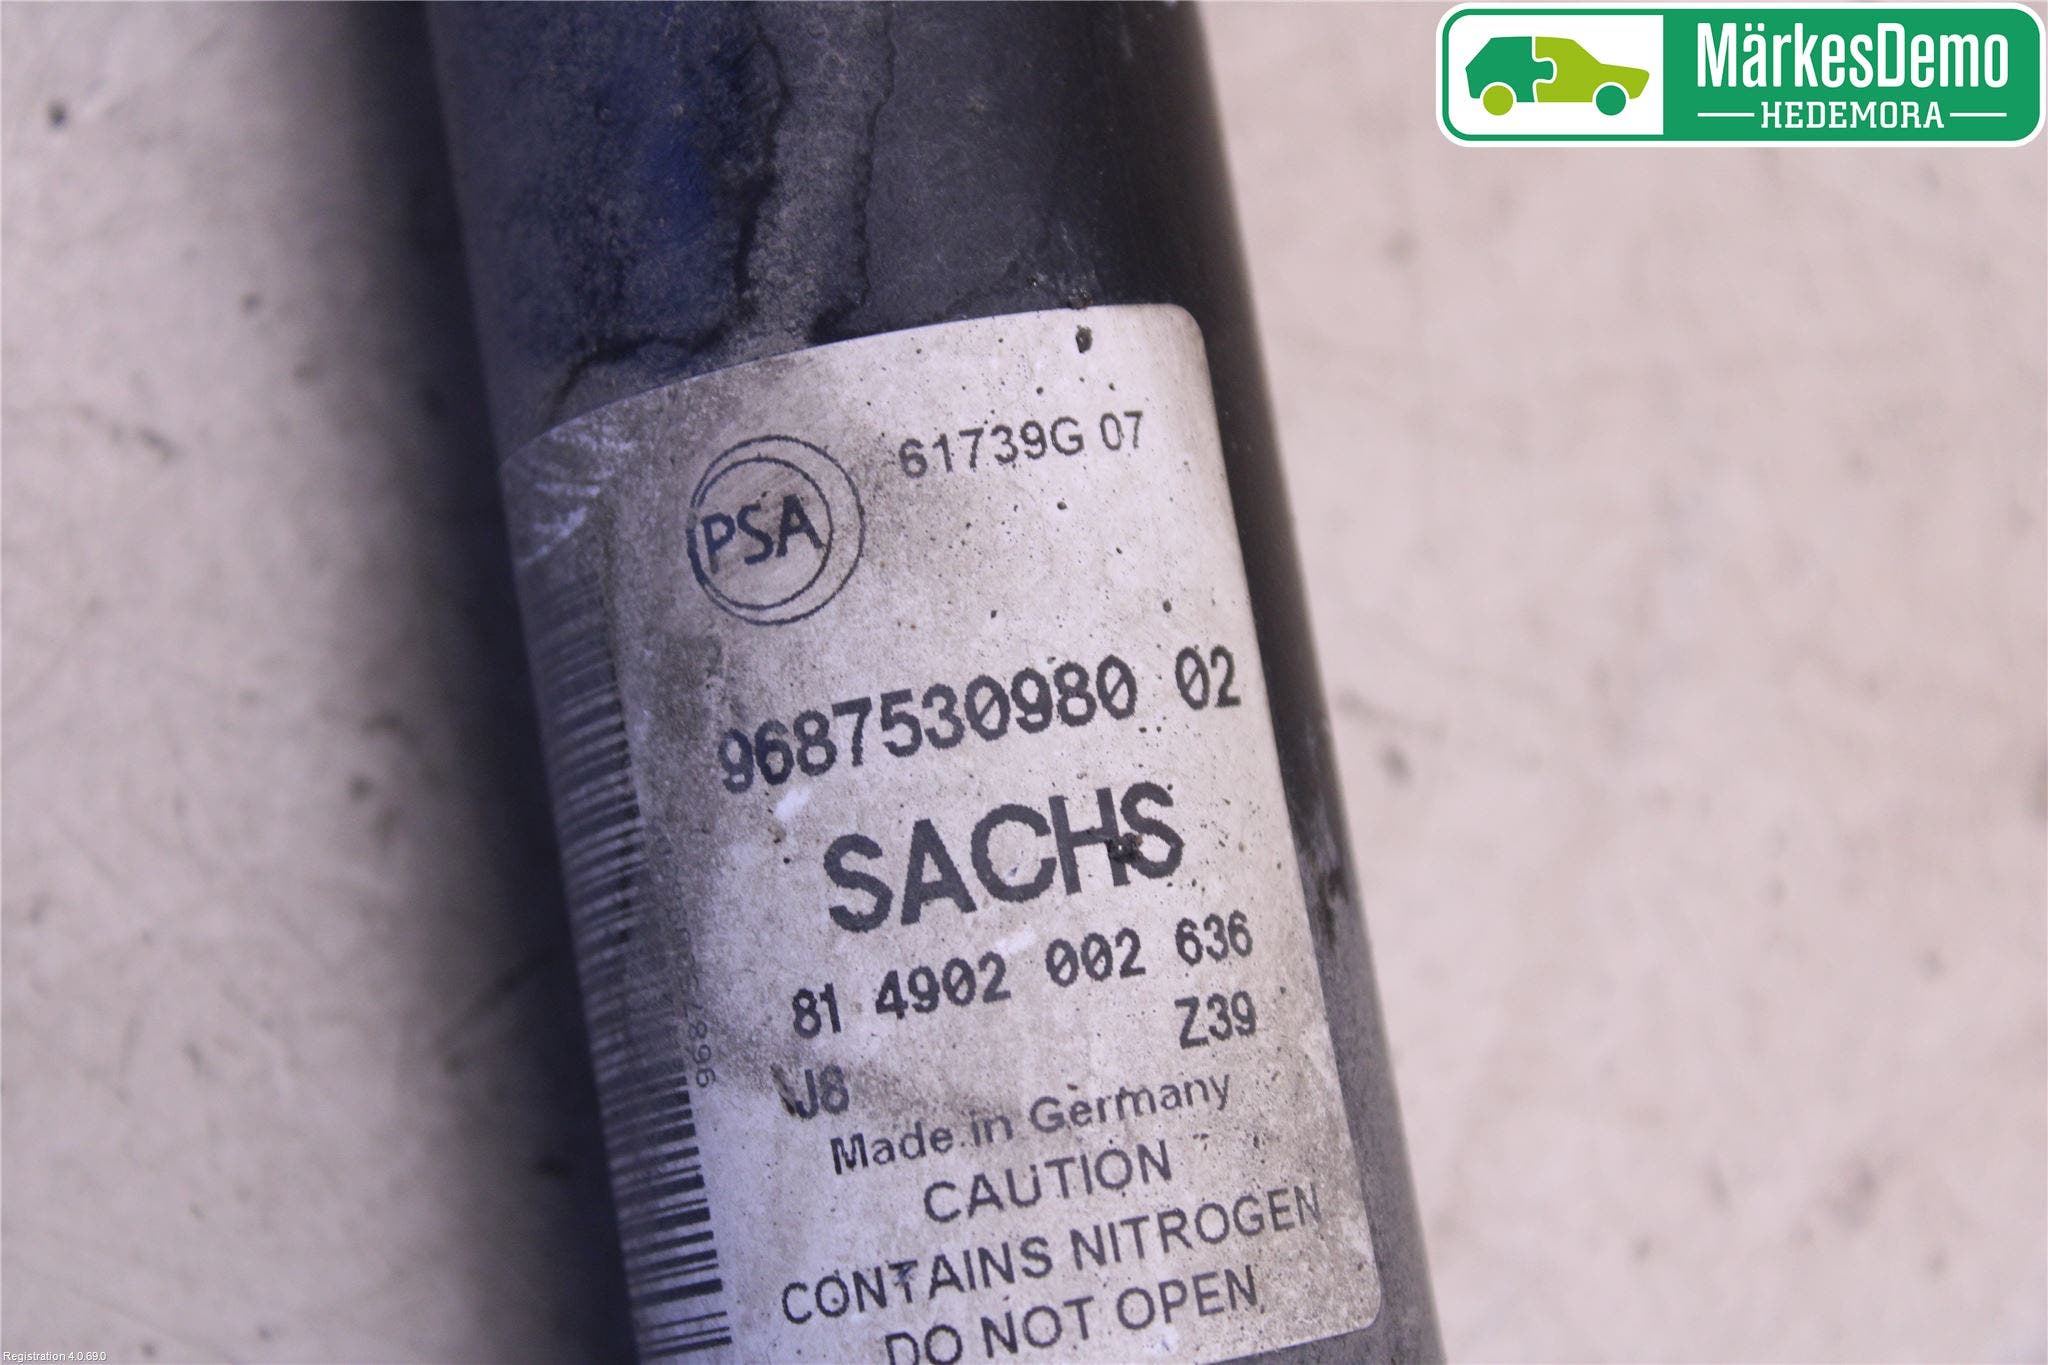 MärkesDemo
HEDEMORA
61739G 07
PSA
9687530980 02
SACHS
81 4902 002 636
Z39
J8
Made in Germany
CAUTION
CONTAINS NITROGEN
DO NOT OPEN
Registration 4.0.69.0